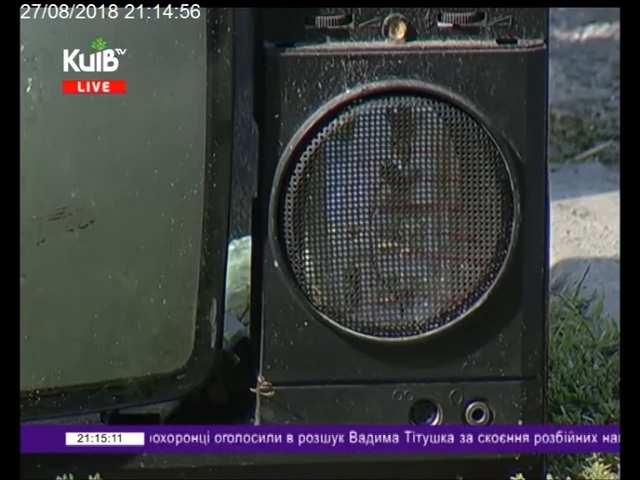 27/08/2018 21:14:56
КиїВ TV
LIVE
21:15:11 юхоронці оголосили в розшук Вадима Тітушка за скоєння розбійних на